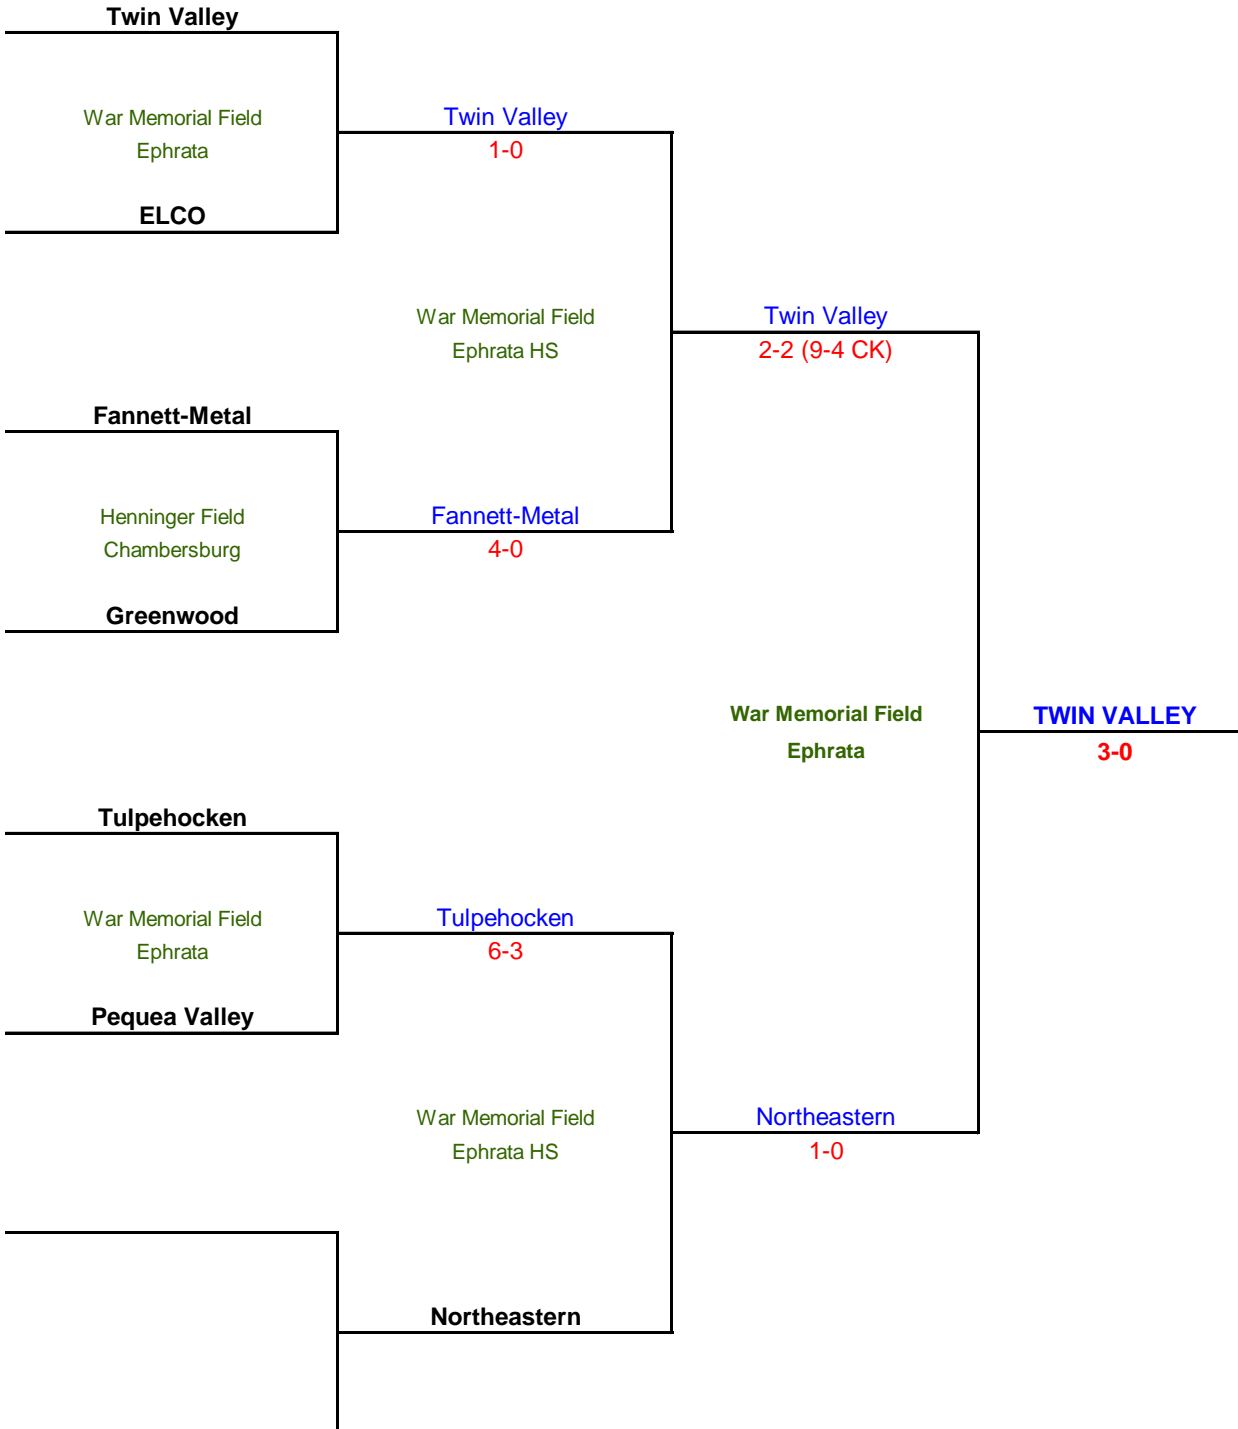 Twin Valley
War Memorial Field
Ephrata
Twin Valley
1-0
ELCO
War Memorial Field
Ephrata HS
Twin Valley
2-2 (9-4 CK)
Fannett-Metal
Henninger Field
Chambersburg
Fannett-Metal
4-0
Greenwood
War Memorial Field
Ephrata
TWIN VALLEY
3-0
Tulpehocken
War Memorial Field
Ephrata
Tulpehocken
6-3
Pequea Valley
War Memorial Field
Ephrata HS
Northeastern
1-0
Northeastern